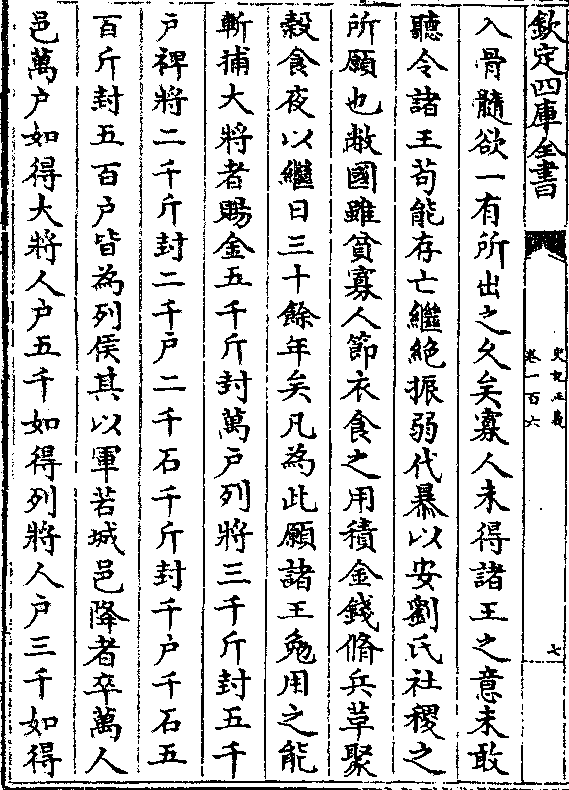 欽定四庫全書
史記正義
卷一百六
七
入骨髓欲一有所出之久矣寡人未得諸王之意未敢
聽令諸王苟能存亡繼絶振弱伐暴以安劉氏社稷之
所願也敝國雖貧寡人節衣食之用積金錢脩兵革聚
穀食夜以繼日三十餘年矣凡為此願諸王勉用之能
斬捕大將者賜金五千斤封萬户列將三千斤封五千
户裨將二千斤封二千户二千石千斤封千户千石五
百斤封五百户皆為列侯其以軍若城邑降者卒萬人
邑萬户如得大將人户五千如得列將人户三千如得